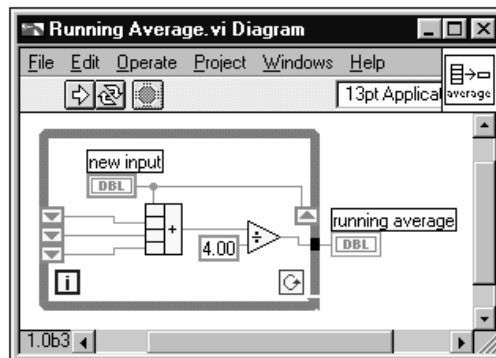 Running Average.vi Diagram
File Edit Operate Project Windows Help
13pt Applica
average
new input
DBL
+
4.00
÷
running average
DBL
i
1.0b3